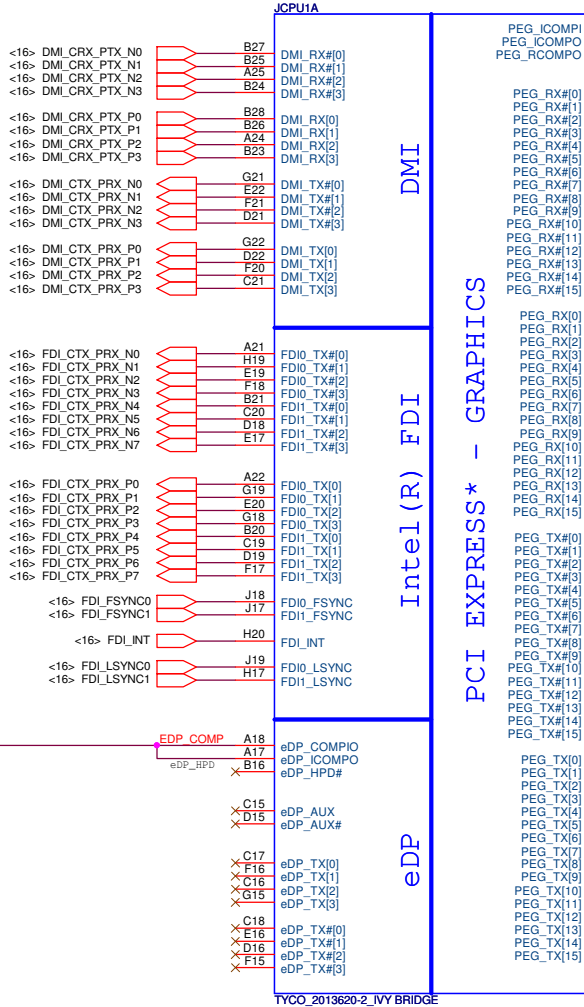 JCPU1A
<16> DMI_CRX_PTX_N0 B27 DMI_RX#[0]
<16> DMI_CRX_PTX_N1 B25 DMI_RX#[1]
<16> DMI_CRX_PTX_N2 A25 DMI_RX#[2]
<16> DMI_CRX_PTX_N3 B24 DMI_RX#[3]
<16> DMI_CRX_PTX_P0 B28 DMI_RX[0]
<16> DMI_CRX_PTX_P1 B26 DMI_RX[1]
<16> DMI_CRX_PTX_P2 A24 DMI_RX[2]
<16> DMI_CRX_PTX_P3 B23 DMI_RX[3]
<16> DMI_CTX_PRX_N0 G21 DMI_TX#[0]
<16> DMI_CTX_PRX_N1 E22 DMI_TX#[1]
<16> DMI_CTX_PRX_N2 F21 DMI_TX#[2]
<16> DMI_CTX_PRX_N3 D21 DMI_TX#[3]
<16> DMI_CTX_PRX_P0 G22 DMI_TX[0]
<16> DMI_CTX_PRX_P1 D22 DMI_TX[1]
<16> DMI_CTX_PRX_P2 F20 DMI_TX[2]
<16> DMI_CTX_PRX_P3 C21 DMI_TX[3]
DMI
<16> FDI_CTX_PRX_N0 A21 FDI0_TX#[0]
<16> FDI_CTX_PRX_N1 H19 FDI0_TX#[1]
<16> FDI_CTX_PRX_N2 E19 FDI0_TX#[2]
<16> FDI_CTX_PRX_N3 F18 FDI0_TX#[3]
<16> FDI_CTX_PRX_N4 B21 FDI1_TX#[0]
<16> FDI_CTX_PRX_N5 C20 FDI1_TX#[1]
<16> FDI_CTX_PRX_N6 D18 FDI1_TX#[2]
<16> FDI_CTX_PRX_N7 E17 FDI1_TX#[3]
<16> FDI_CTX_PRX_P0 A22 FDI0_TX[0]
<16> FDI_CTX_PRX_P1 G19 FDI0_TX[1]
<16> FDI_CTX_PRX_P2 E20 FDI0_TX[2]
<16> FDI_CTX_PRX_P3 G18 FDI0_TX[3]
<16> FDI_CTX_PRX_P4 B20 FDI1_TX[0]
<16> FDI_CTX_PRX_P5 C19 FDI1_TX[1]
<16> FDI_CTX_PRX_P6 D19 FDI1_TX[2]
<16> FDI_CTX_PRX_P7 F17 FDI1_TX[3]
<16> FDI_FSYNC0 J18 FDI0_FSYNC
<16> FDI_FSYNC1 J17 FDI1_FSYNC
<16> FDI_INT H20 FDI_INT
<16> FDI_LSYNC0 J19 FDI0_LSYNC
<16> FDI_LSYNC1 H17 FDI1_LSYNC
Intel(R) FDI
EDP_COMP A18 eDP_COMPIO
A17 eDP_ICOMPO
eDP_HPD B16 eDP_HPD#
C15 eDP_AUX
D15 eDP_AUX#
C17 eDP_TX[0]
F16 eDP_TX[1]
C16 eDP_TX[2]
G15 eDP_TX[3]
C18 eDP_TX#[0]
E16 eDP_TX#[1]
D16 eDP_TX#[2]
F15 eDP_TX#[3]
eDP
PCI EXPRESS* - GRAPHICS
PEG_ICOMPI
PEG_ICOMPO
PEG_RCOMPO
PEG_RX#[0]
PEG_RX#[1]
PEG_RX#[2]
PEG_RX#[3]
PEG_RX#[4]
PEG_RX#[5]
PEG_RX#[6]
PEG_RX#[7]
PEG_RX#[8]
PEG_RX#[9]
PEG_RX#[10]
PEG_RX#[11]
PEG_RX#[12]
PEG_RX#[13]
PEG_RX#[14]
PEG_RX#[15]
PEG_RX[0]
PEG_RX[1]
PEG_RX[2]
PEG_RX[3]
PEG_RX[4]
PEG_RX[5]
PEG_RX[6]
PEG_RX[7]
PEG_RX[8]
PEG_RX[9]
PEG_RX[10]
PEG_RX[11]
PEG_RX[12]
PEG_RX[13]
PEG_RX[14]
PEG_RX[15]
PEG_TX#[0]
PEG_TX#[1]
PEG_TX#[2]
PEG_TX#[3]
PEG_TX#[4]
PEG_TX#[5]
PEG_TX#[6]
PEG_TX#[7]
PEG_TX#[8]
PEG_TX#[9]
PEG_TX#[10]
PEG_TX#[11]
PEG_TX#[12]
PEG_TX#[13]
PEG_TX#[14]
PEG_TX#[15]
PEG_TX[0]
PEG_TX[1]
PEG_TX[2]
PEG_TX[3]
PEG_TX[4]
PEG_TX[5]
PEG_TX[6]
PEG_TX[7]
PEG_TX[8]
PEG_TX[9]
PEG_TX[10]
PEG_TX[11]
PEG_TX[12]
PEG_TX[13]
PEG_TX[14]
PEG_TX[15]
TYCO_2013620-2_IVY BRIDGE